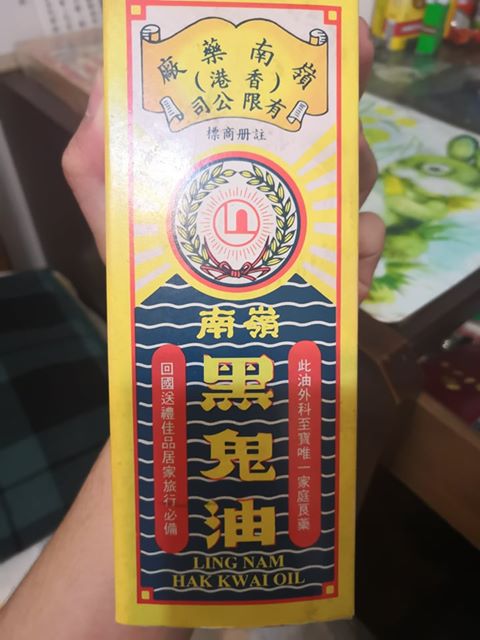 嶺南藥廠
(香港)
有限公司
註册商標
嶺南
黑鬼油
此油外科至寶唯一家庭良藥
回國送禮佳品居家旅行必備
LING NAM
HAK KWAI OIL